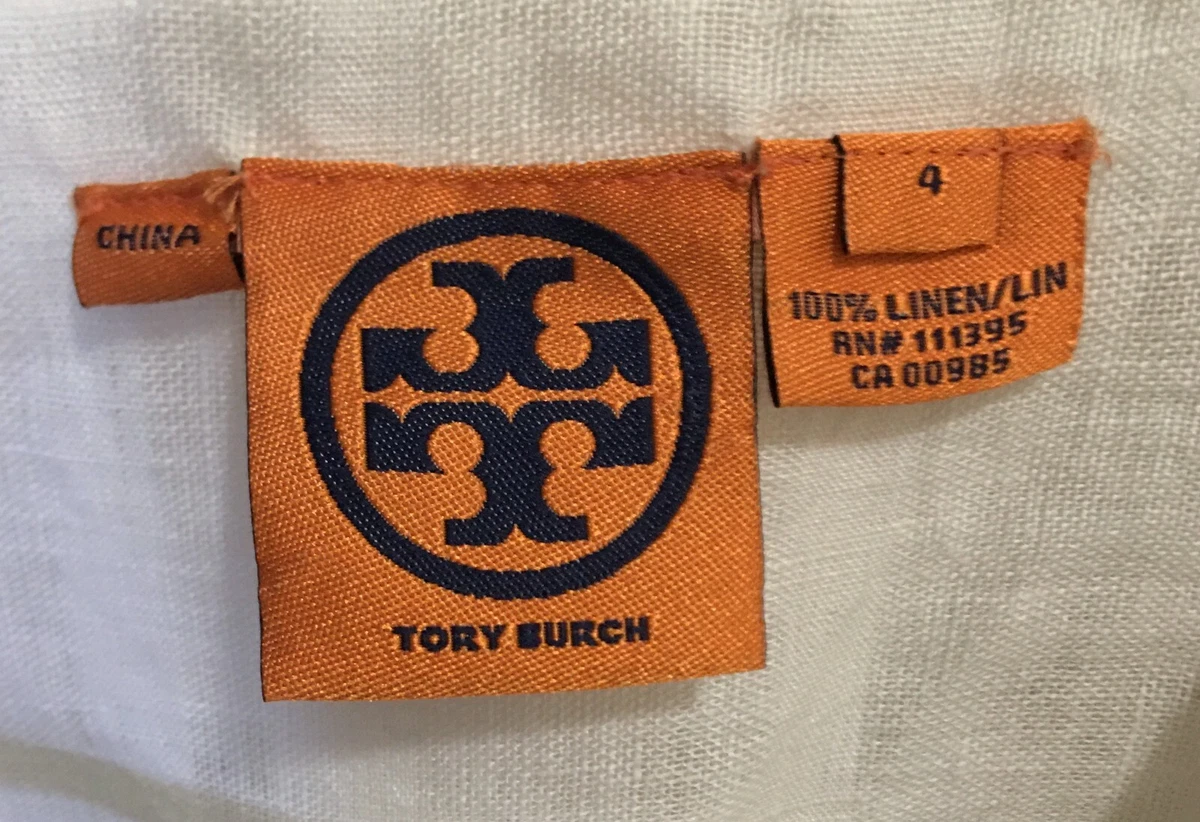 CHINA
TORY BURCH
4
100% LINEN/LIN
RN# 111395
CA 00985